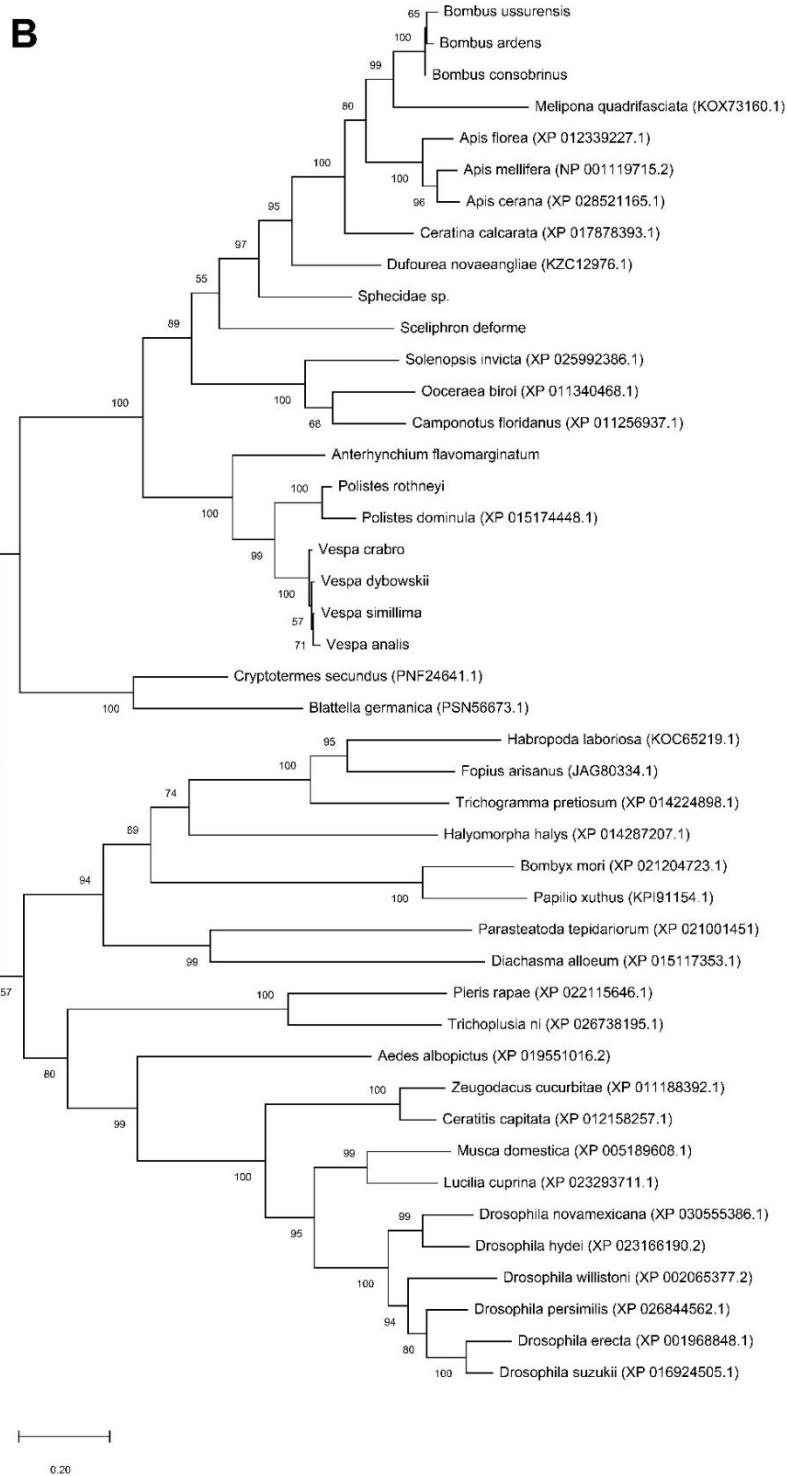 B
65
Bombus ussurensis
100
Bombus ardens
99
Bombus consobrinus
80
Melipona quadrifasciata (KOX73160.1)
Apis florea (XP 012339227.1)
100
100
Apis mellifera (NP 001119715.2)
96
Apis cerana (XP 028521165.1)
95
Ceratina calcarata (XP 017878393.1)
97
Dufourea novaeangliae (KZC12976.1)
55
Sphecidae sp.
89
Sceliphron deforme
Solenopsis invicta (XP 025992386.1)
100
100
Ooceraea biroi (XP 011340468.1)
68
Camponotus floridanus (XP 011256937.1)
Anterhynchium flavomarginatum
100
100
Polistes rothneyi
Polistes dominula (XP 015174448.1)
99
Vespa crabro
100
Vespa dybowskii
57
Vespa simillima
71
Vespa analis
Cryptotermes secundus (PNF24641.1)
100
Blattella germanica (PSN56673.1)
95
Habropoda laboriosa (KOC65219.1)
100
Fopius arisanus (JAG80334.1)
74
Trichogramma pretiosum (XP 014224898.1)
89
Halyomorpha halys (XP 014287207.1)
94
Bombyx mori (XP 021204723.1)
100
Papilio xuthus (KPI91154.1)
Parasteatoda tepidariorum (XP 021001451)
99
Diachasma alloeum (XP 015117353.1)
57
100
Pieris rapae (XP 022115646.1)
Trichoplusia ni (XP 026738195.1)
80
Aedes albopictus (XP 019551016.2)
99
100
Zeugodacus cucurbitae (XP 011188392.1)
Ceratitis capitata (XP 012158257.1)
100
99
Musca domestica (XP 005189608.1)
Lucilia cuprina (XP 023293711.1)
95
99
Drosophila novamexicana (XP 030555386.1)
Drosophila hydei (XP 023166190.2)
100
Drosophila willistoni (XP 002065377.2)
94
Drosophila persimilis (XP 026844562.1)
80
Drosophila erecta (XP 001968848.1)
100
Drosophila suzukii (XP 016924505.1)
0.20